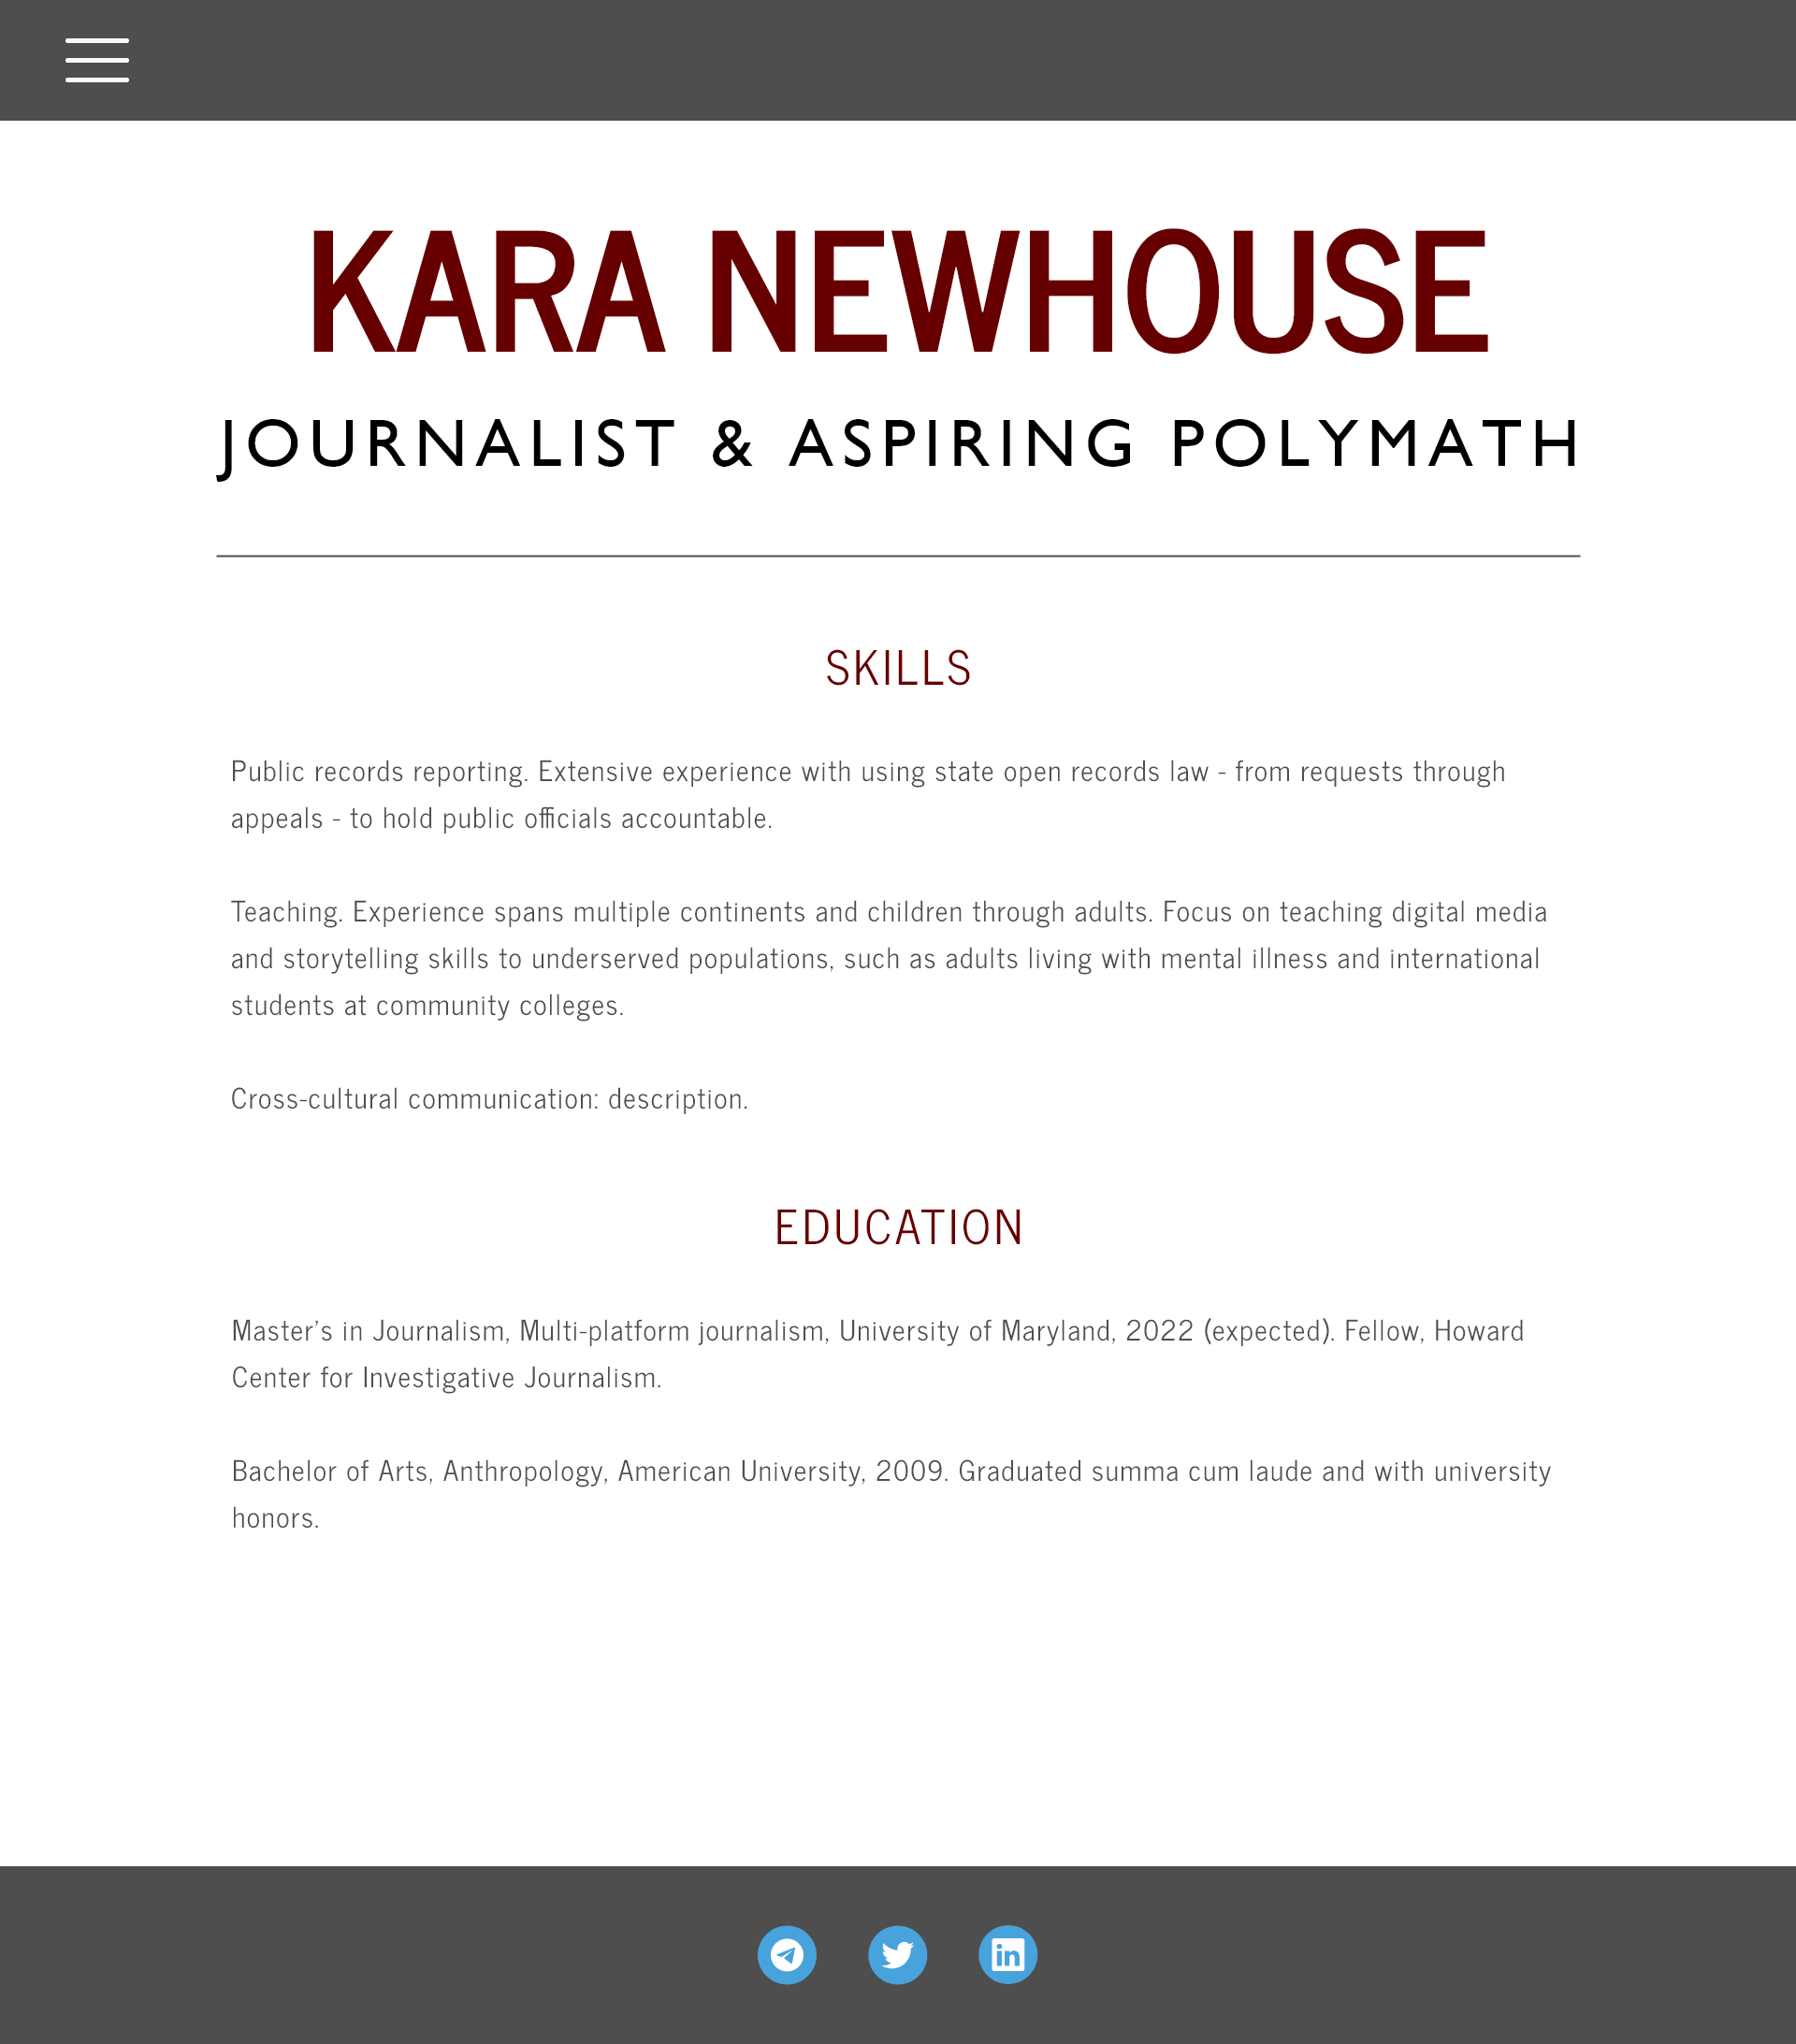 KARA NEWHOUSE
JOURNALIST & ASPIRING POLYMATH
SKILLS
Public records reporting. Extensive experience with using state open records law - from requests through
appeals - to hold public officials accountable.
Teaching. Experience spans multiple continents and children through adults. Focus on teaching digital media
and storytelling skills to underserved populations, such as adults living with mental illness and international
students at community colleges.
Cross-cultural communication: description.
EDUCATION
Master’s in Journalism, Multi-platform journalism, University of Maryland, 2022 (expected). Fellow, Howard
Center for Investigative Journalism.
Bachelor of Arts, Anthropology, American University, 2009. Graduated summa cum laude and with university
honors.
in